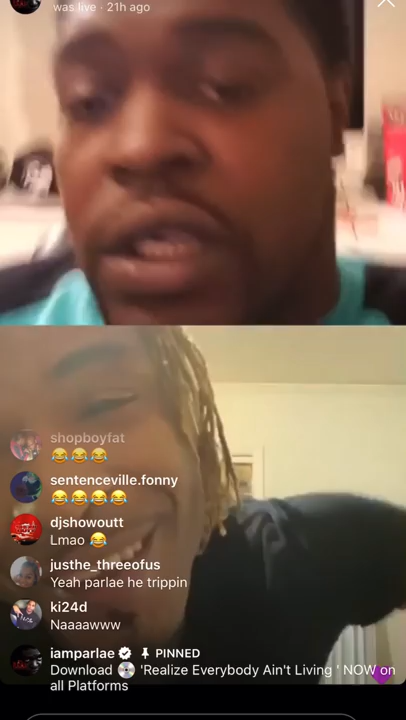 was live · 21h ago
shopboyfat
😂😂😂
sentenceville.fonny
😂😂😂😂
djshowoutt
Lmao 😂
justhe_threeofus
Yeah parlae he trippin
ki24d
Naaaawww
iamparlae PINNED
Download 💿 'Realize Everybody Ain't Living ' NOW on
all Platforms